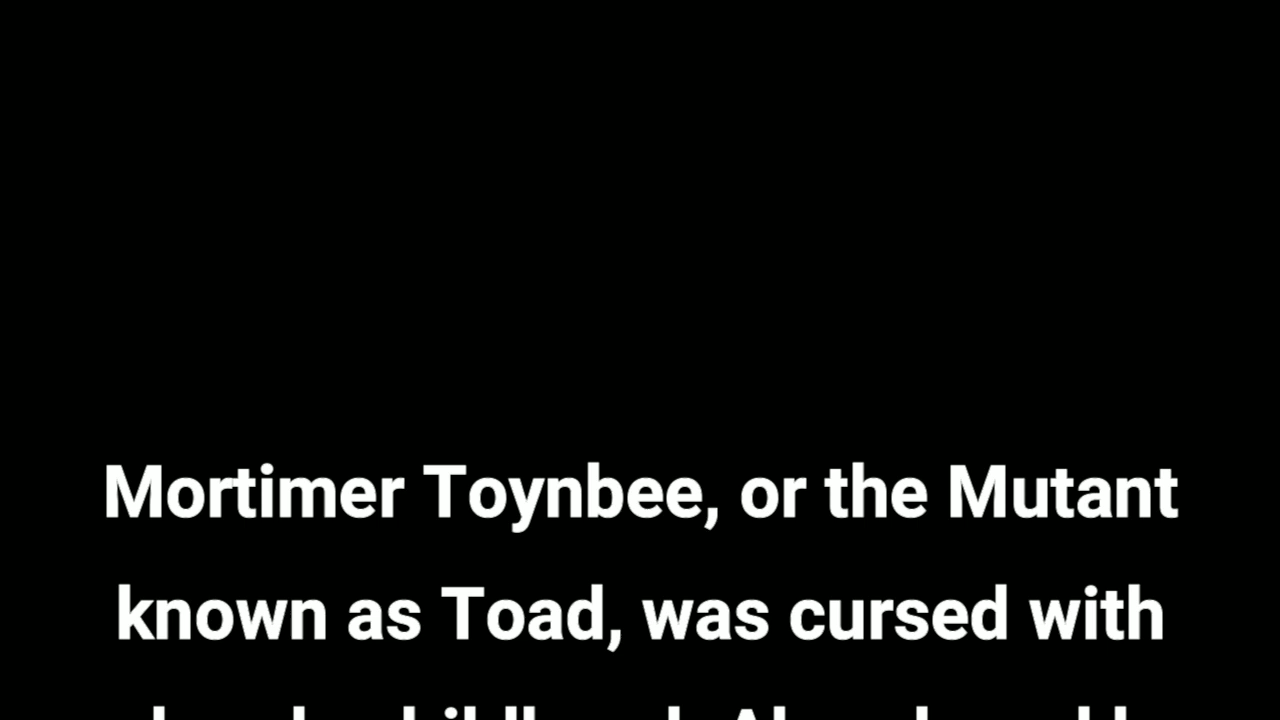 Mortimer Toynbee, or the Mutant
known as Toad, was cursed with